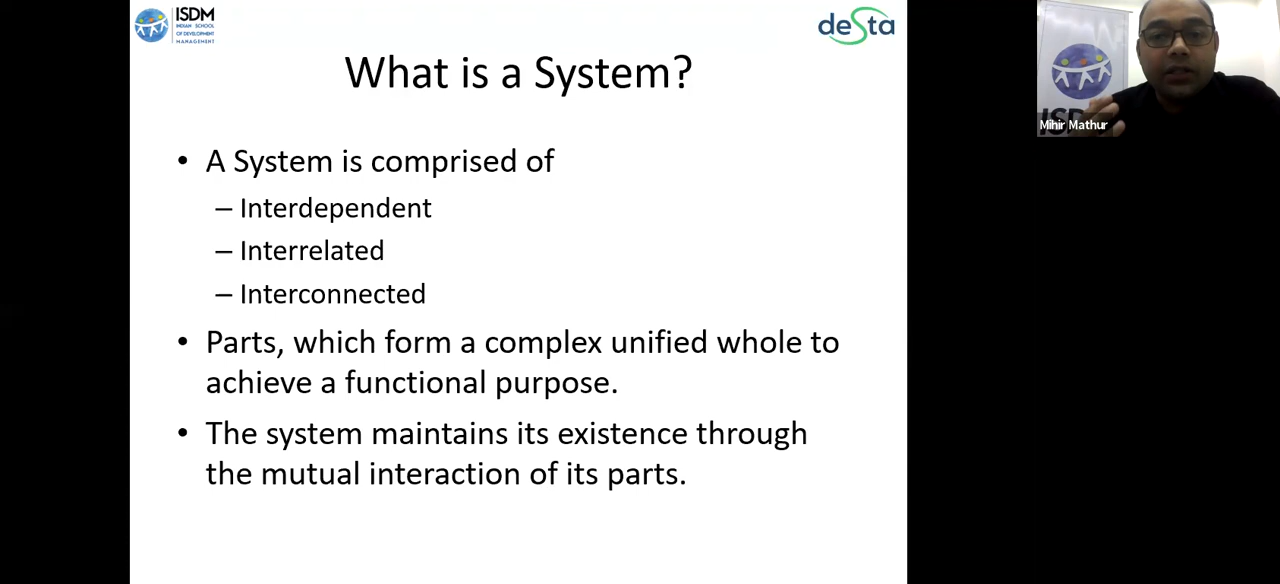 ISDM
INDIAN SCHOOL
OF DEVELOPMENT
MANAGEMENT
desta
What is a System?
• A System is comprised of
– Interdependent
– Interrelated
– Interconnected
• Parts, which form a complex unified whole to
achieve a functional purpose.
• The system maintains its existence through
the mutual interaction of its parts.
Mihir Mathur